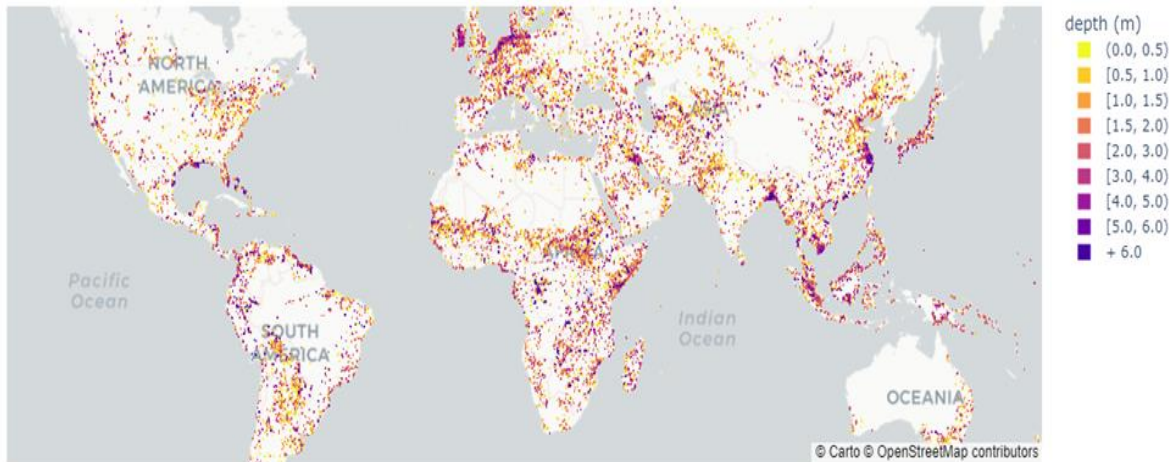 NORTH
AMERICA
ASIA
AFRICA
Pacific
Ocean
SOUTH
AMERICA
Indian
Ocean
OCEANIA
© Carto © OpenStreetMap contributors
depth (m)
(0.0, 0.5)
[0.5, 1.0)
[1.0, 1.5)
[1.5, 2.0)
[2.0, 3.0)
[3.0, 4.0)
[4.0, 5.0)
[5.0, 6.0)
+ 6.0